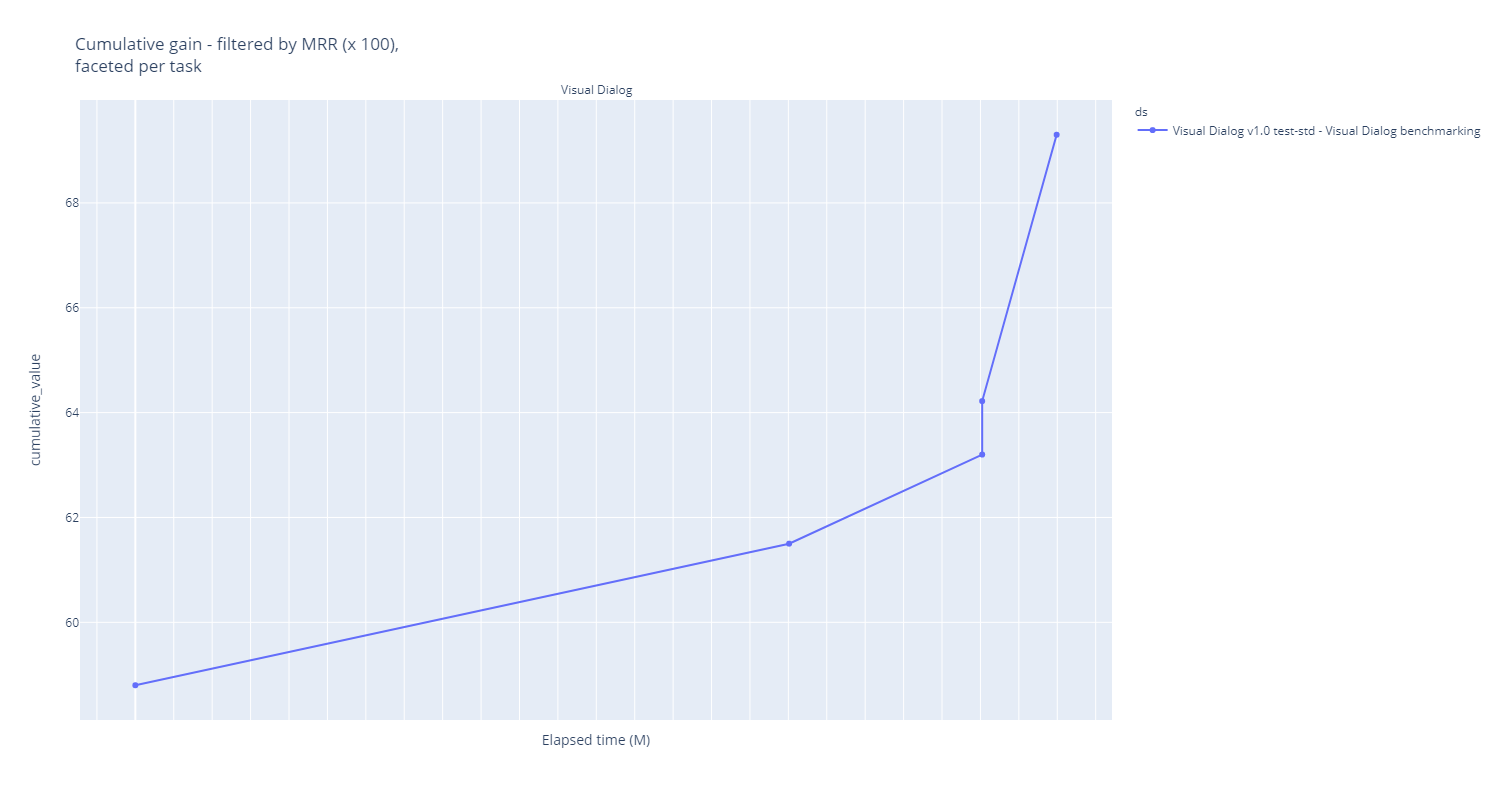 Cumulative gain - filtered by MRR (x 100),
faceted per task
Visual Dialog
ds
Visual Dialog v1.0 test-std - Visual Dialog benchmarking
68
66
64
62
60
cumulative_value
Elapsed time (M)